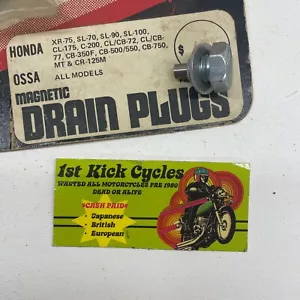 HONDA XR-75, SL-70, SL-90, SL-100,
CL-175, C-200, CL/CB-72, CL/CB-
77, CB-350F, CB-500/550, CB-750,
MT & CR-125M
OSSA ALL MODELS
$
MAGNETIC
DRAIN PLUGS
1st Kick Cycles
WANTED ALL MOTORCYCLES PRE 1980
DEAD OR ALIVE
$CASH PAID$
Capanese
British
European